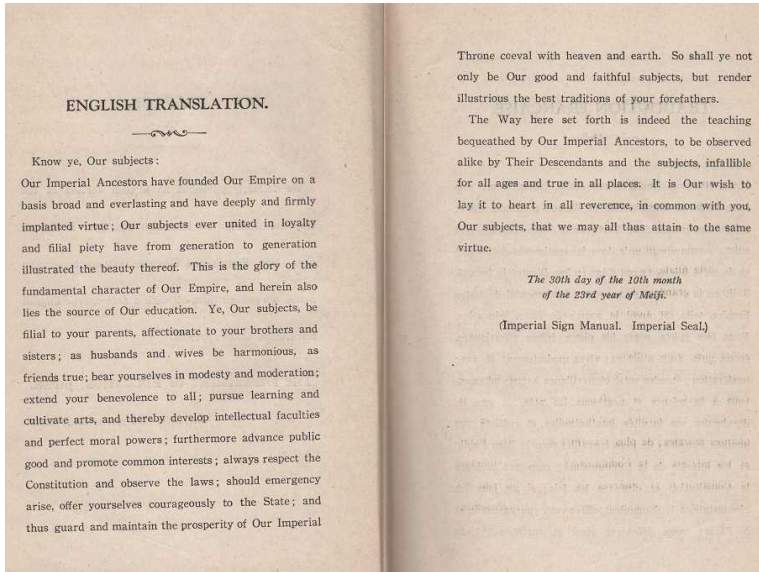 ENGLISH TRANSLATION.
Know ye, Our subjects :
Our Imperial Ancestors have founded Our Empire on a
basis broad and everlasting and have deeply and firmly
implanted virtue ; Our subjects ever united in loyalty
and filial piety have from generation to generation
illustrated the beauty thereof. This is the glory of the
fundamental character of Our Empire, and herein also
lies the source of Our education. Ye, Our subjects, be
filial to your parents, affectionate to your brothers and
sisters ; as husbands and wives be harmonious, as
friends true ; bear yourselves in modesty and moderation ;
extend your benevolence to all ; pursue learning and
cultivate arts, and thereby develop intellectual faculties
and perfect moral powers ; furthermore advance public
good and promote common interests ; always respect the
Constitution and observe the laws ; should emergency
arise, offer yourselves courageously to the State ; and
thus guard and maintain the prosperity of Our Imperial
Throne coeval with heaven and earth. So shall ye not
only be Our good and faithful subjects, but render
illustrious the best traditions of your forefathers.
The Way here set forth is indeed the teaching
bequeathed by Our Imperial Ancestors, to be observed
alike by Their Descendants and the subjects, infallible
for all ages and true in all places. It is Our wish to
lay it to heart in all reverence, in common with you,
Our subjects, that we may all thus attain to the same
virtue.
The 30th day of the 10th month
of the 23rd year of Meiji.
(Imperial Sign Manual. Imperial Seal.)